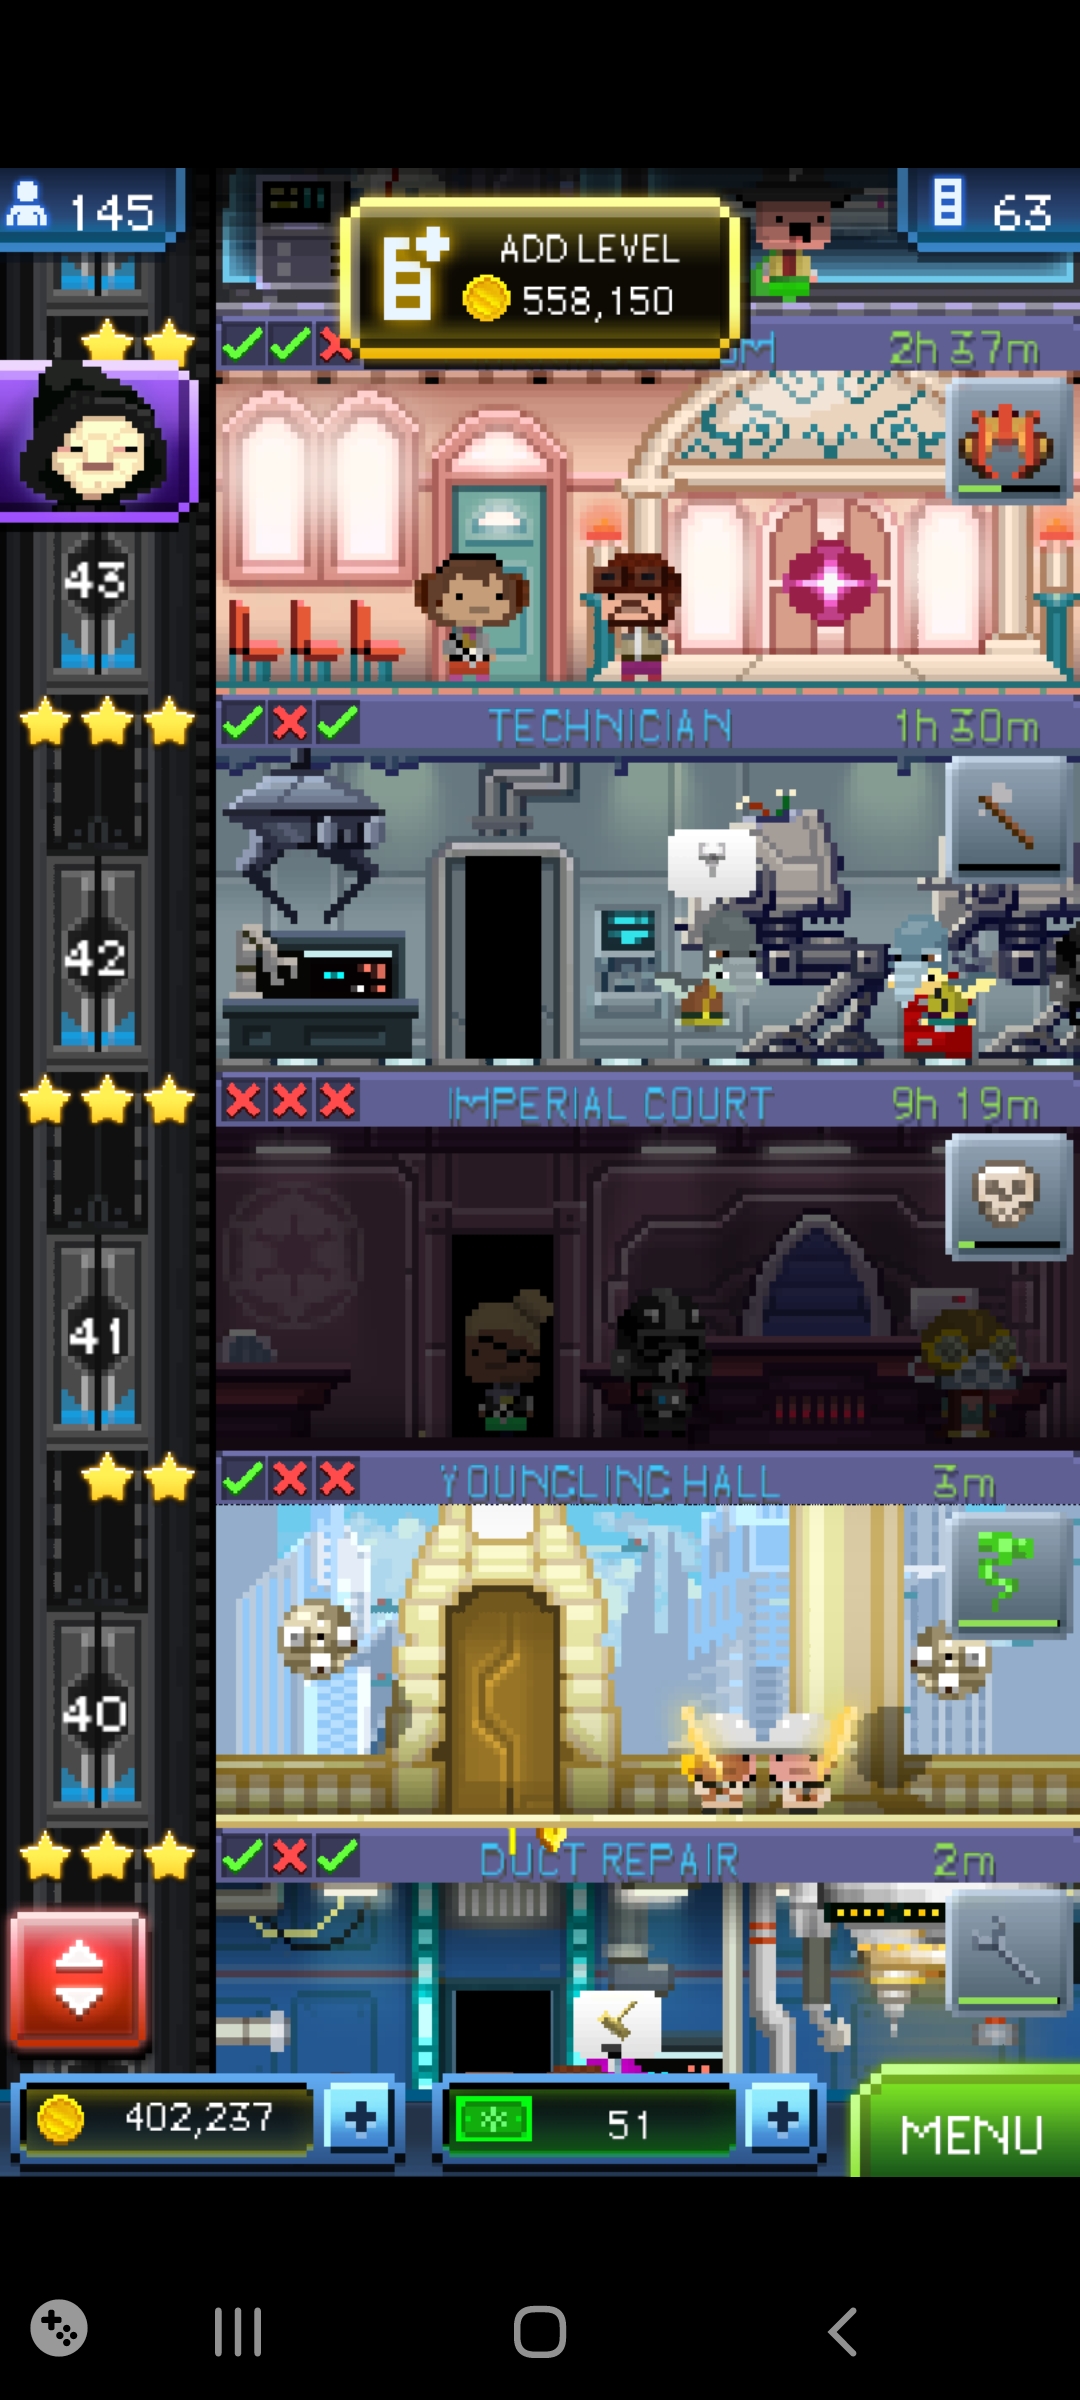 145
ADD LEVEL
558,150
63
2h 37m
43
TECHNICIAN
1h 30m
42
IMPERIAL COURT
9h 19m
41
YOUNGLING HALL
3m
40
DUCT REPAIR
2m
402,237
51
MENU